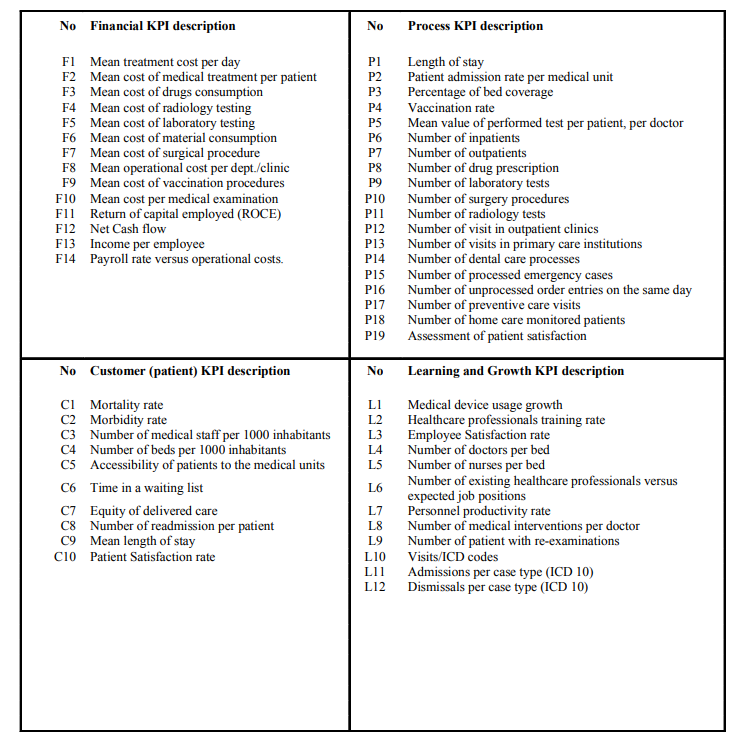 No Financial KPI description
F1 Mean treatment cost per day
F2 Mean cost of medical treatment per patient
F3 Mean cost of drugs consumption
F4 Mean cost of radiology testing
F5 Mean cost of laboratory testing
F6 Mean cost of material consumption
F7 Mean cost of surgical procedure
F8 Mean operational cost per dept./clinic
F9 Mean cost of vaccination procedures
F10 Mean cost per medical examination
F11 Return of capital employed (ROCE)
F12 Net Cash flow
F13 Income per employee
F14 Payroll rate versus operational costs.
No Process KPI description
P1 Length of stay
P2 Patient admission rate per medical unit
P3 Percentage of bed coverage
P4 Vaccination rate
P5 Mean value of performed test per patient, per doctor
P6 Number of inpatients
P7 Number of outpatients
P8 Number of drug prescription
P9 Number of laboratory tests
P10 Number of surgery procedures
P11 Number of radiology tests
P12 Number of visit in outpatient clinics
P13 Number of visits in primary care institutions
P14 Number of dental care processes
P15 Number of processed emergency cases
P16 Number of unprocessed order entries on the same day
P17 Number of preventive care visits
P18 Number of home care monitored patients
P19 Assessment of patient satisfaction
No Customer (patient) KPI description
C1 Mortality rate
C2 Morbidity rate
C3 Number of medical staff per 1000 inhabitants
C4 Number of beds per 1000 inhabitants
C5 Accessibility of patients to the medical units
C6 Time in a waiting list
C7 Equity of delivered care
C8 Number of readmission per patient
C9 Mean length of stay
C10 Patient Satisfaction rate
No Learning and Growth KPI description
L1 Medical device usage growth
L2 Healthcare professionals training rate
L3 Employee Satisfaction rate
L4 Number of doctors per bed
L5 Number of nurses per bed
L6 Number of existing healthcare professionals versus
expected job positions
L7 Personnel productivity rate
L8 Number of medical interventions per doctor
L9 Number of patient with re-examinations
L10 Visits/ICD codes
L11 Admissions per case type (ICD 10)
L12 Dismissals per case type (ICD 10)